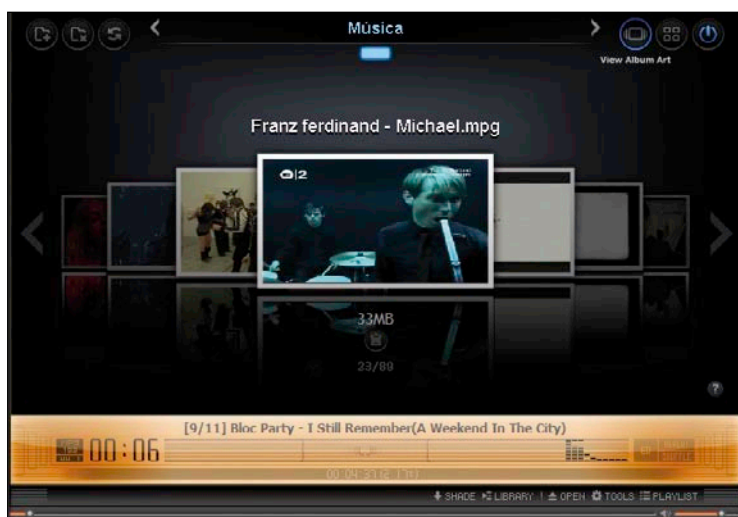 Música
View Album Art
Franz ferdinand - Michael.mpg
2
33MB
23/89
?
[9/11] Bloc Party - I Still Remember(A Weekend In The City)
00:06
SHADE LIBRARY ! OPEN TOOLS PLAYLIST